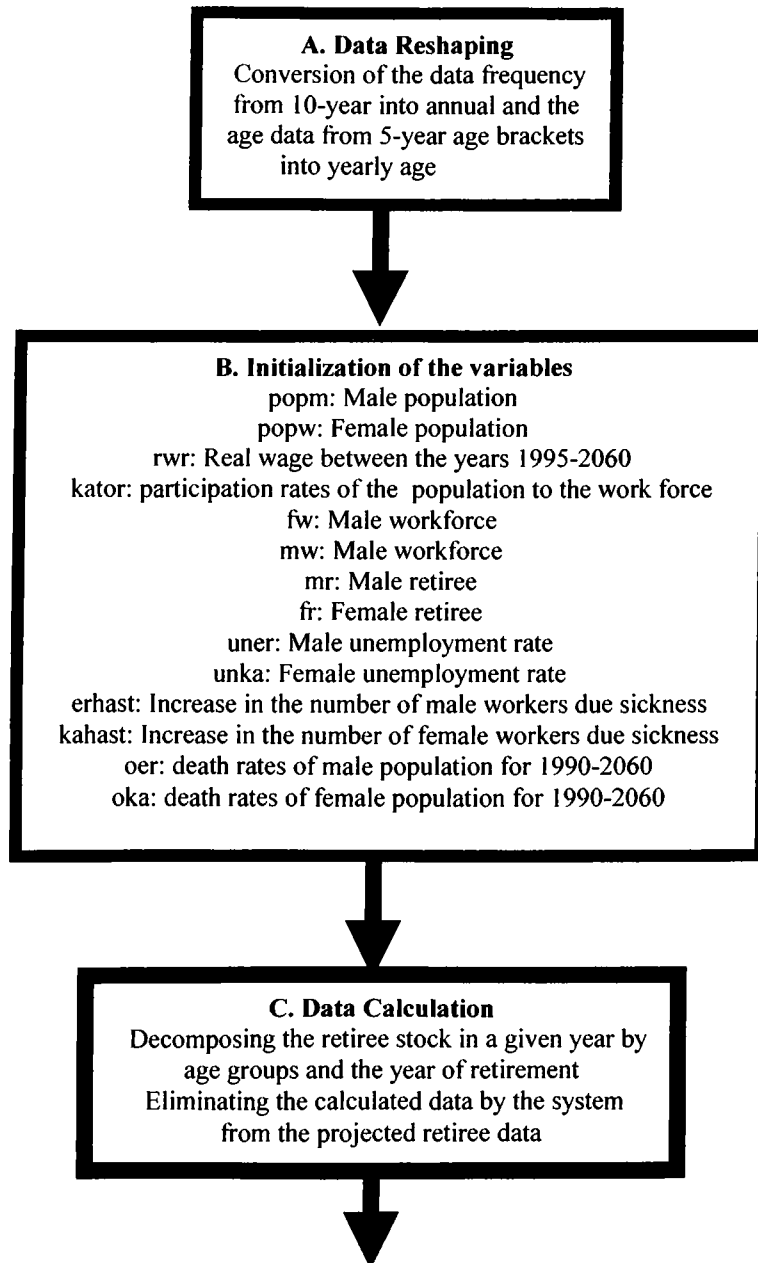 A. Data Reshaping
Conversion of the data frequency
from 10-year into annual and the
age data from 5-year age brackets
into yearly age
B. Initialization of the variables
popm: Male population
popw: Female population
rwr: Real wage between the years 1995-2060
kator: participation rates of the population to the work force
fw: Male workforce
mw: Male workforce
mr: Male retiree
fr: Female retiree
uner: Male unemployment rate
unka: Female unemployment rate
erhast: Increase in the number of male workers due sickness
kahast: Increase in the number of female workers due sickness
oer: death rates of male population for 1990-2060
oka: death rates of female population for 1990-2060
C. Data Calculation
Decomposing the retiree stock in a given year by
age groups and the year of retirement
Eliminating the calculated data by the system
from the projected retiree data